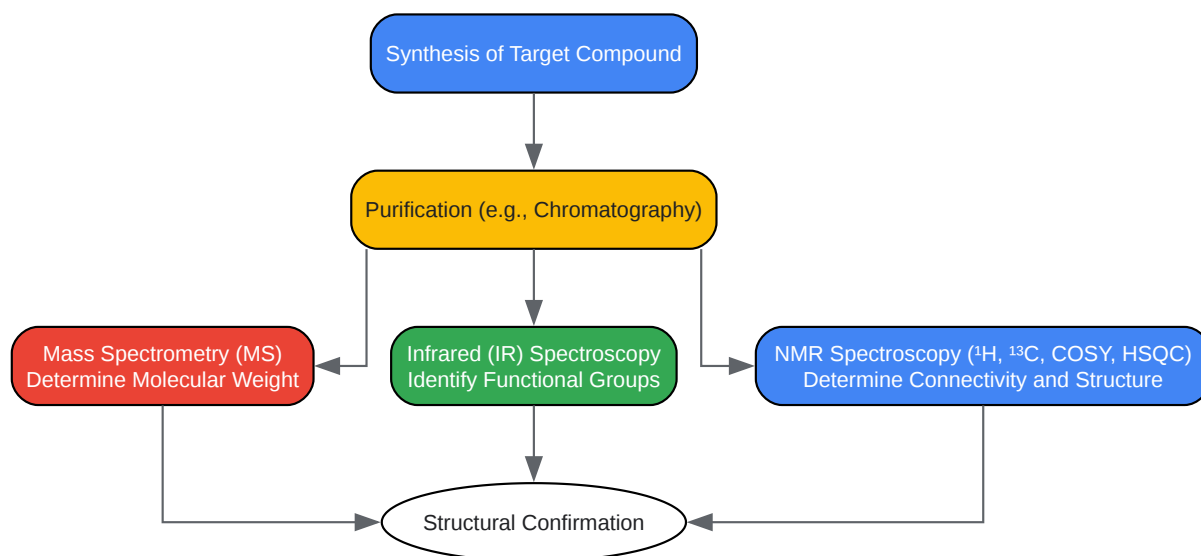 Synthesis of Target Compound
Purification (e.g., Chromatography)
Mass Spectrometry (MS)
Determine Molecular Weight
Infrared (IR) Spectroscopy
Identify Functional Groups
NMR Spectroscopy (¹H, ¹³C, COSY, HSQC)
Determine Connectivity and Structure
Structural Confirmation